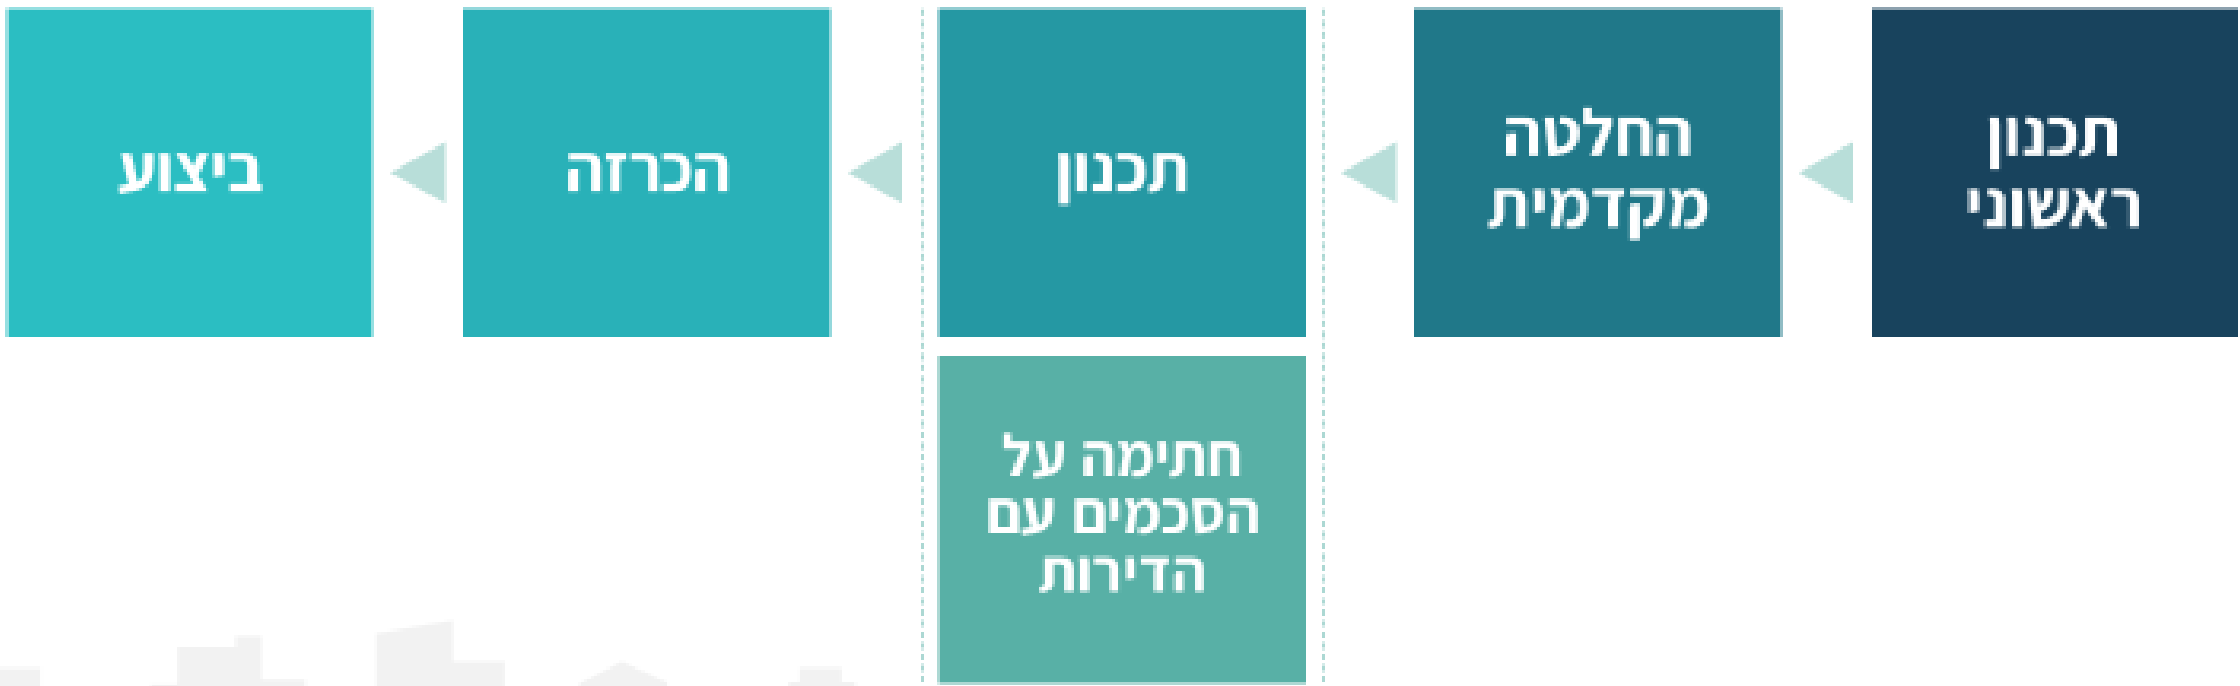 תכנון
ראשוני
החלטה
מקדמית
תכנון
חתימה על
הסכמים עם
הדירות
הכרזה
ביצוע